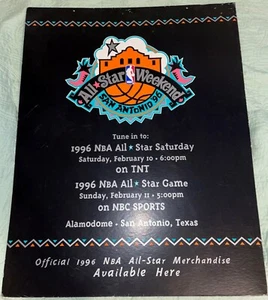 All★Star Weekend
SAN ANTONIO 96
Tune in to:
1996 NBA All ★ Star Saturday
Saturday, February 10 • 6:00pm
on TNT
1996 NBA All ★ Star Game
Sunday, February 11 • 5:00pm
on NBC SPORTS
Alamodome • San Antonio, Texas
Official 1996 NBA All-Star Merchandise
Available Here